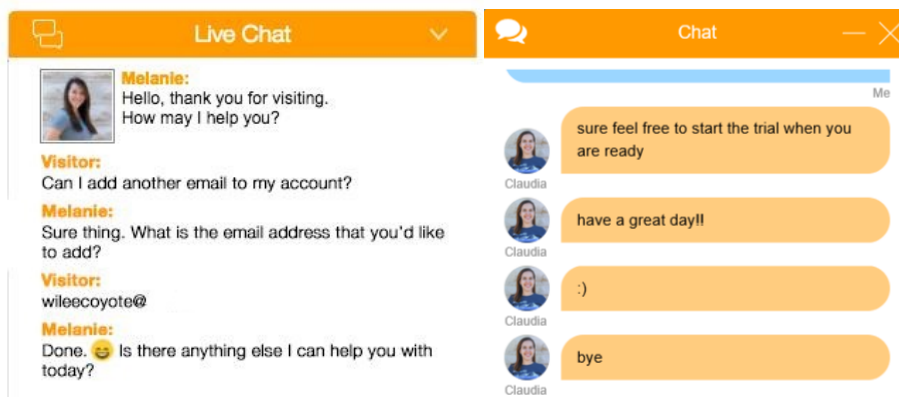 Live Chat
Melanie:
Hello, thank you for visiting.
How may I help you?
Visitor:
Can I add another email to my account?
Melanie:
Sure thing. What is the email address that you'd like
to add?
Visitor:
wileecoyote@
Melanie:
Done. 😄 Is there anything else I can help you with
today?
Chat
Me
sure feel free to start the trial when you
are ready
Claudia
have a great day!!
Claudia
:)
Claudia
bye
Claudia